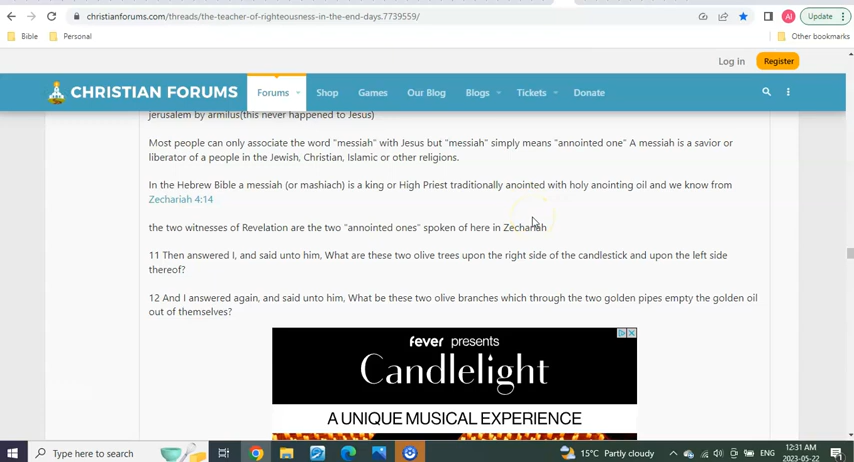 christianforums.com/threads/the-teacher-of-righteousness-in-the-end-days.7739559/
AI
Update
Bible
Personal
Other bookmarks
Log in
Register
CHRISTIAN FORUMS
Forums
Shop
Games
Our Blog
Blogs
Tickets
Donate
jerusalem by armilus(this never happened to Jesus)
Most people can only associate the word "messiah" with Jesus but "messiah" simply means "annointed one" A messiah is a savior or
liberator of a people in the Jewish, Christian, Islamic or other religions.
In the Hebrew Bible a messiah (or mashiach) is a king or High Priest traditionally anointed with holy anointing oil and we know from
Zechariah 4:14
the two witnesses of Revelation are the two "annointed ones" spoken of here in Zechariah
11 Then answered I, and said unto him, What are these two olive trees upon the right side of the candlestick and upon the left side
thereof?
12 And I answered again, and said unto him, What be these two olive branches which through the two golden pipes empty the golden oil
out of themselves?
fever presents
Candlelight
A UNIQUE MUSICAL EXPERIENCE
Type here to search
15°C Partly cloudy
ENG
12:31 AM
2023-05-22